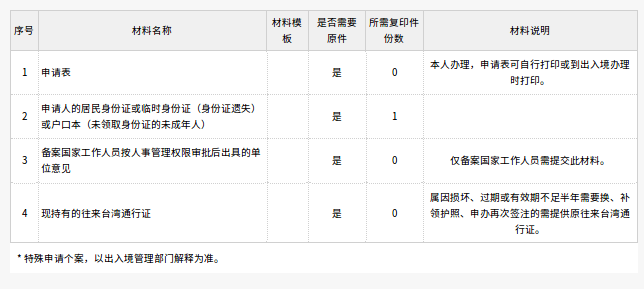 序号 材料名称 材料模板 是否需要原件 所需复印件份数 材料说明
1 申请表 是 0 本人办理，申请表可自行打印或到出入境办理时打印。
2 申请人的居民身份证或临时身份证（身份证遗失）或户口本（未领取身份证的未成年人） 是 1
3 备案国家工作人员按人事管理权限审批后出具的单位意见 是 0 仅备案国家工作人员需提交此材料。
4 现持有的往来台湾通行证 是 0 属因损坏、过期或有效期不足半年需要换、补领护照、申办再次签注的需提供原往来台湾通行证。
* 特殊申请个案，以出入境管理部门解释为准。